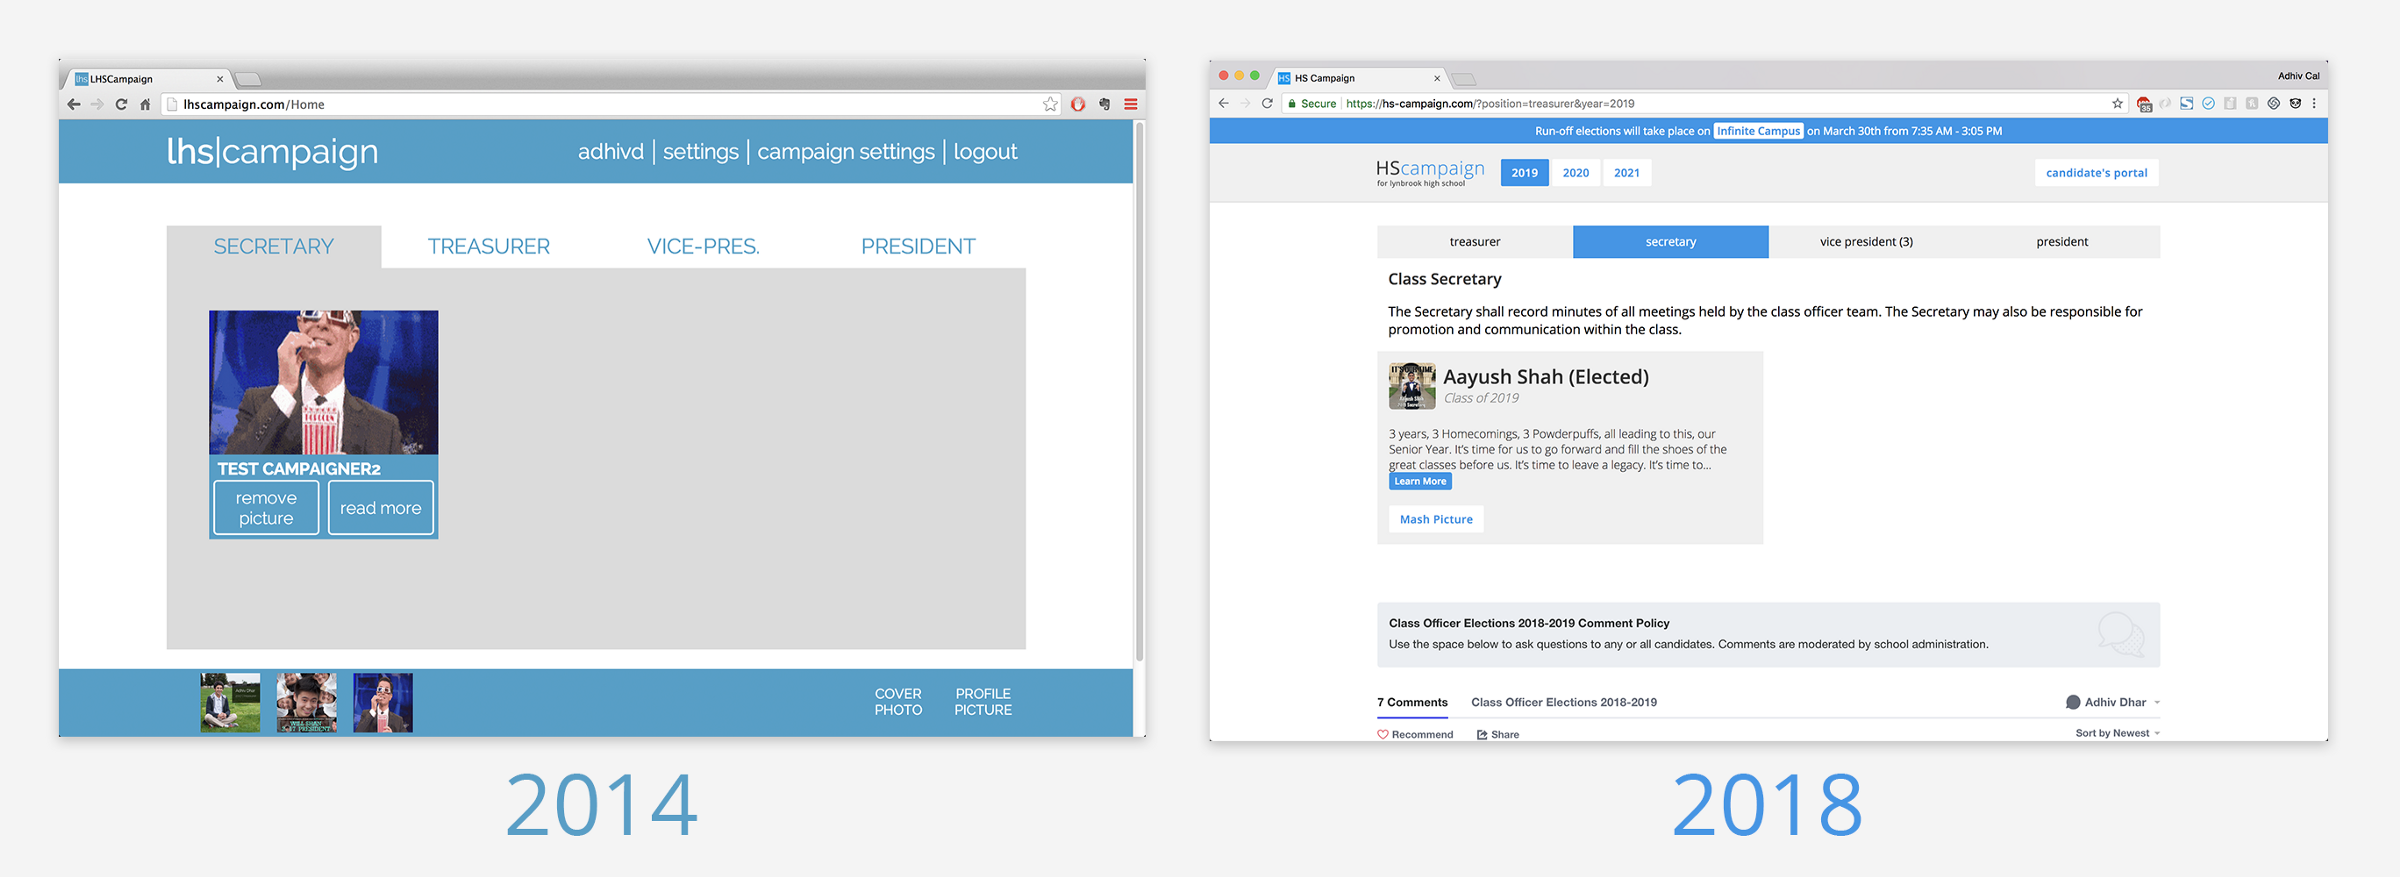 LHSCampaign
lhscampaign.com/Home
lhs|campaign
adhivd | settings | campaign settings | logout
SECRETARY
TREASURER
VICE-PRES.
PRESIDENT
TEST CAMPAIGNER2
remove
picture
read more
COVER
PHOTO
PROFILE
PICTURE
2014
HS Campaign
Adhiv Cal
Secure
https://hs-campaign.com/?position=treasurer&year=2019
Run-off elections will take place on Infinite Campus on March 30th from 7:35 AM - 3:05 PM
HScampaign
for lynbrook high school
2019
2020
2021
candidate's portal
treasurer
secretary
vice president (3)
president
Class Secretary
The Secretary shall record minutes of all meetings held by the class officer team. The Secretary may also be responsible for
promotion and communication within the class.
Aayush Shah (Elected)
Class of 2019
3 years, 3 Homecomings, 3 Powderpuffs, all leading to this, our
Senior Year. It's time for us to go forward and fill the shoes of the
great classes before us. It's time to leave a legacy. It's time to...
Learn More
Mash Picture
Class Officer Elections 2018-2019 Comment Policy
Use the space below to ask questions to any or all candidates. Comments are moderated by school administration.
7 Comments
Class Officer Elections 2018-2019
Adhiv Dhar
Recommend
Share
Sort by Newest
2018